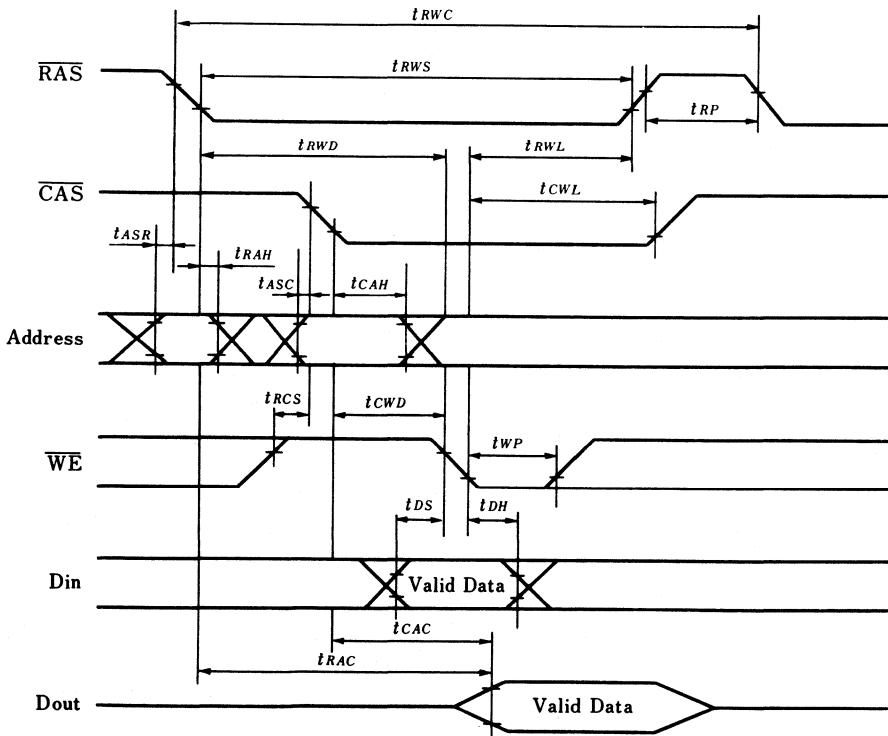 tRWC
RAS
tRWS
tRP
tRWD
tRWL
CAS
tCWL
tASR
tRAH
tASC
tCAH
Address
tRCS
tCWD
WE
tWP
tDS
tDH
Din
Valid Data
tCAC
tRAC
Dout
Valid Data